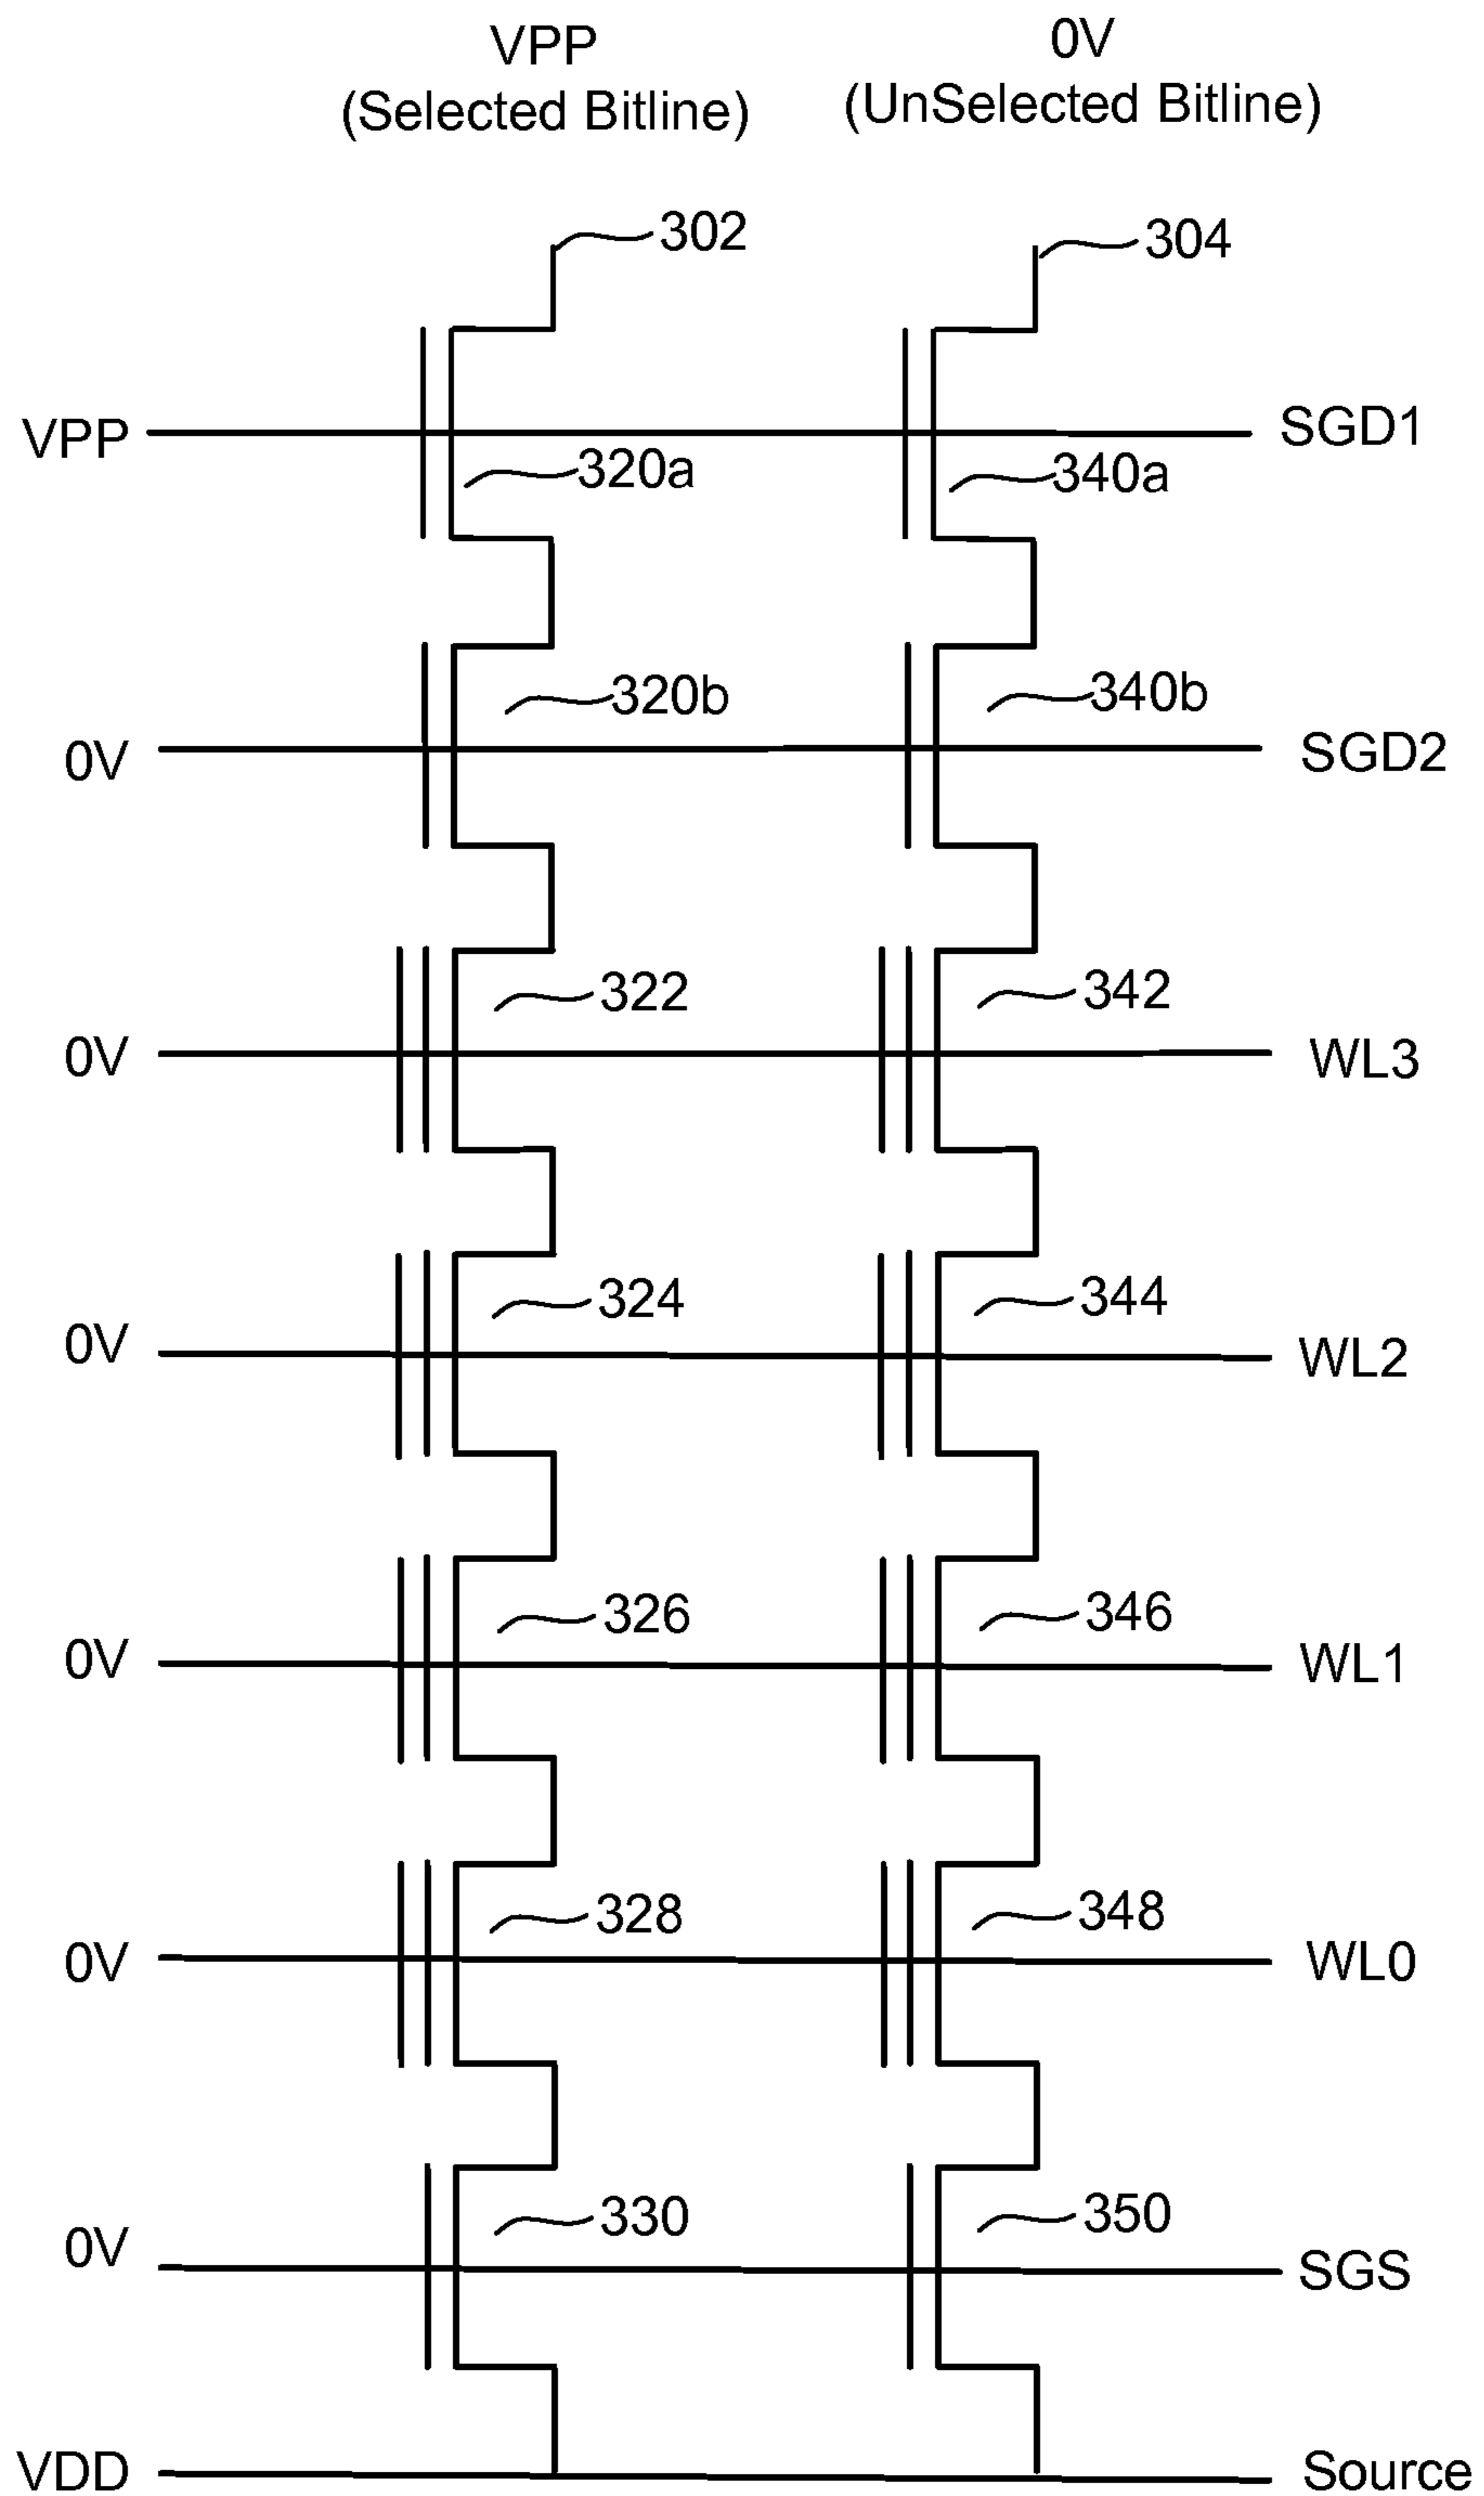 VPP
(Selected Bitline)
0V
(UnSelected Bitline)
302
304
VPP
SGD1
320a
340a
320b
340b
0V
SGD2
322
342
0V
WL3
324
344
0V
WL2
326
346
0V
WL1
328
348
0V
WL0
330
350
0V
SGS
VDD
Source